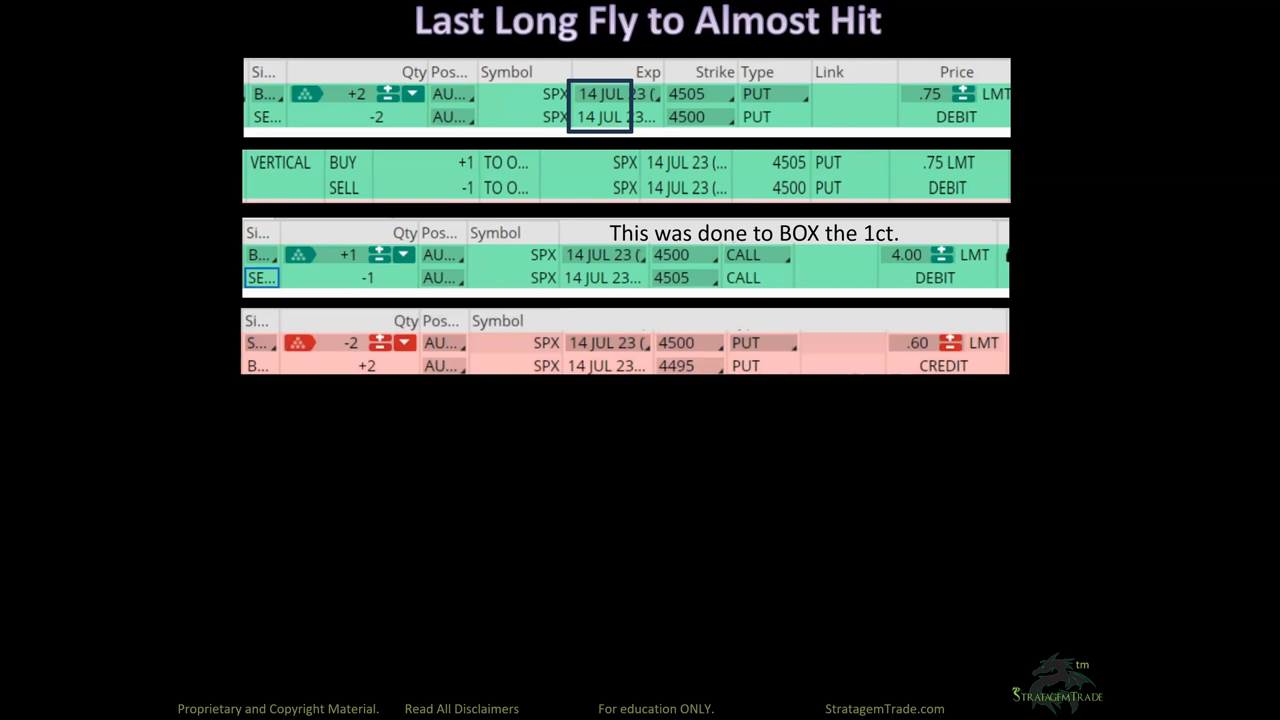 Last Long Fly to Almost Hit
Si... Qty Pos... Symbol Exp Strike Type Link Price
B... +2 AU... SPX 14 JUL 23 ( 4505 PUT .75 LMT
SE... -2 AU... SPX 14 JUL 23... 4500 PUT DEBIT
VERTICAL BUY +1 TO O... SPX 14 JUL 23 (... 4505 PUT .75 LMT
SELL -1 TO O... SPX 14 JUL 23 (... 4500 PUT DEBIT
Si... Qty Pos... Symbol This was done to BOX the 1ct.
B... +1 AU... SPX 14 JUL 23 ( 4500 CALL 4.00 LMT
SE... -1 AU... SPX 14 JUL 23... 4505 CALL DEBIT
Si... Qty Pos... Symbol
S... -2 AU... SPX 14 JUL 23 ( 4500 PUT .60 LMT
B... +2 AU... SPX 14 JUL 23... 4495 PUT CREDIT
tm
STRATAGEMTRADE
Proprietary and Copyright Material. Read All Disclaimers For education ONLY. StratagemTrade.com